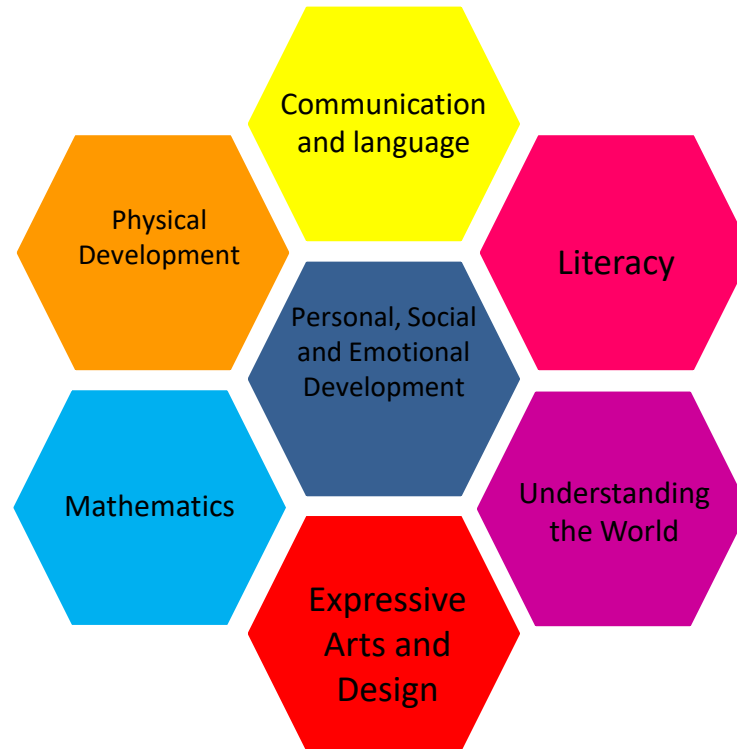 Communication
and language
Physical
Development
Literacy
Personal, Social
and Emotional
Development
Mathematics
Understanding
the World
Expressive
Arts and
Design